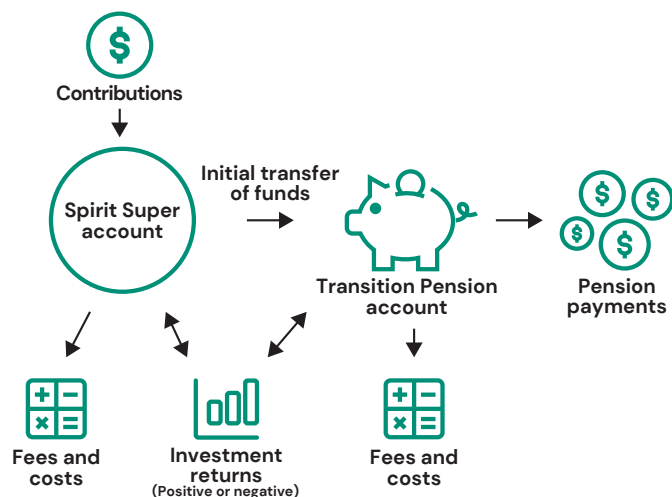 $
Contributions
Spirit Super
account
Initial transfer
of funds
Transition Pension
account
$
$
$
$
Pension
payments
Fees and
costs
Investment
returns
(Positive or negative)
Fees and
costs